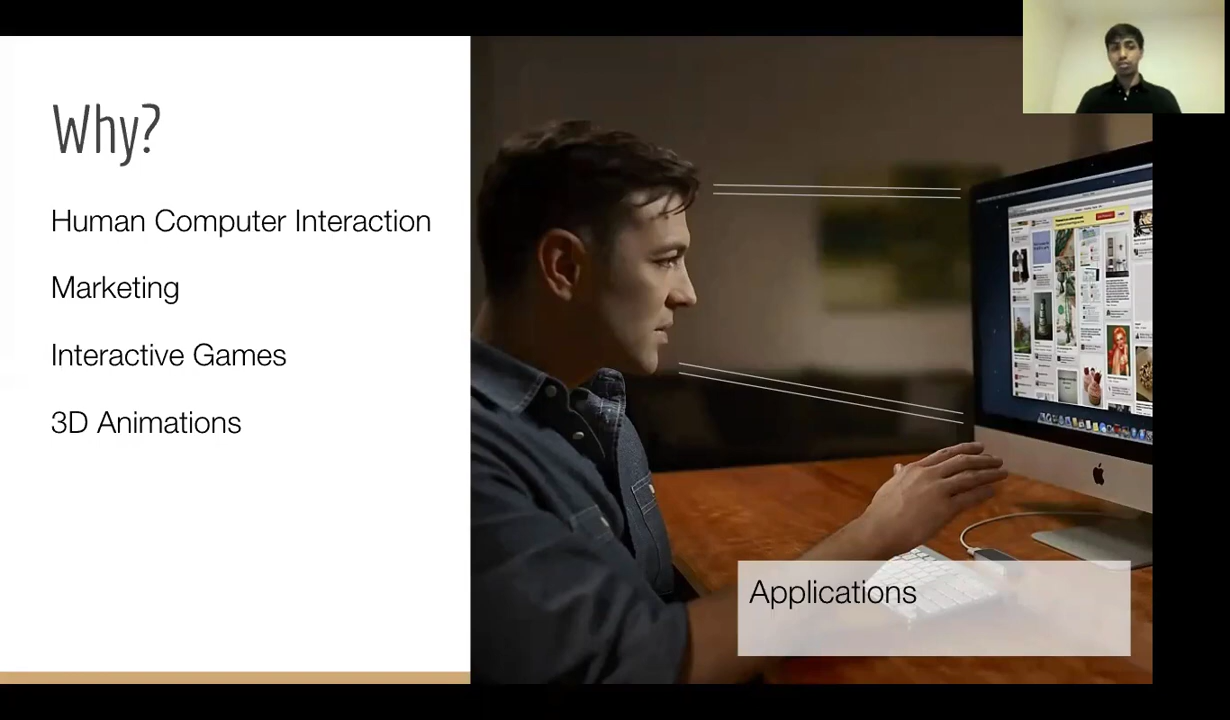 Why?
Human Computer Interaction
Marketing
Interactive Games
3D Animations
Applications